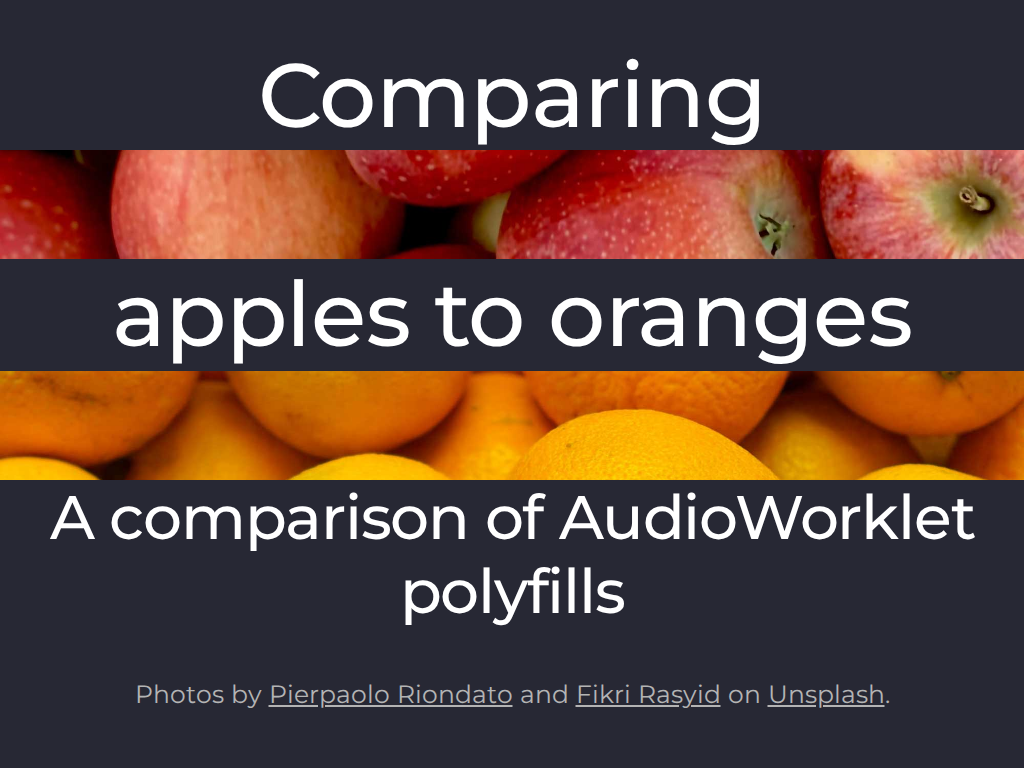 Comparing
apples to oranges
A comparison of AudioWorklet
polyfills
Photos by Pierpaolo Riondato and Fikri Rasyid on Unsplash.